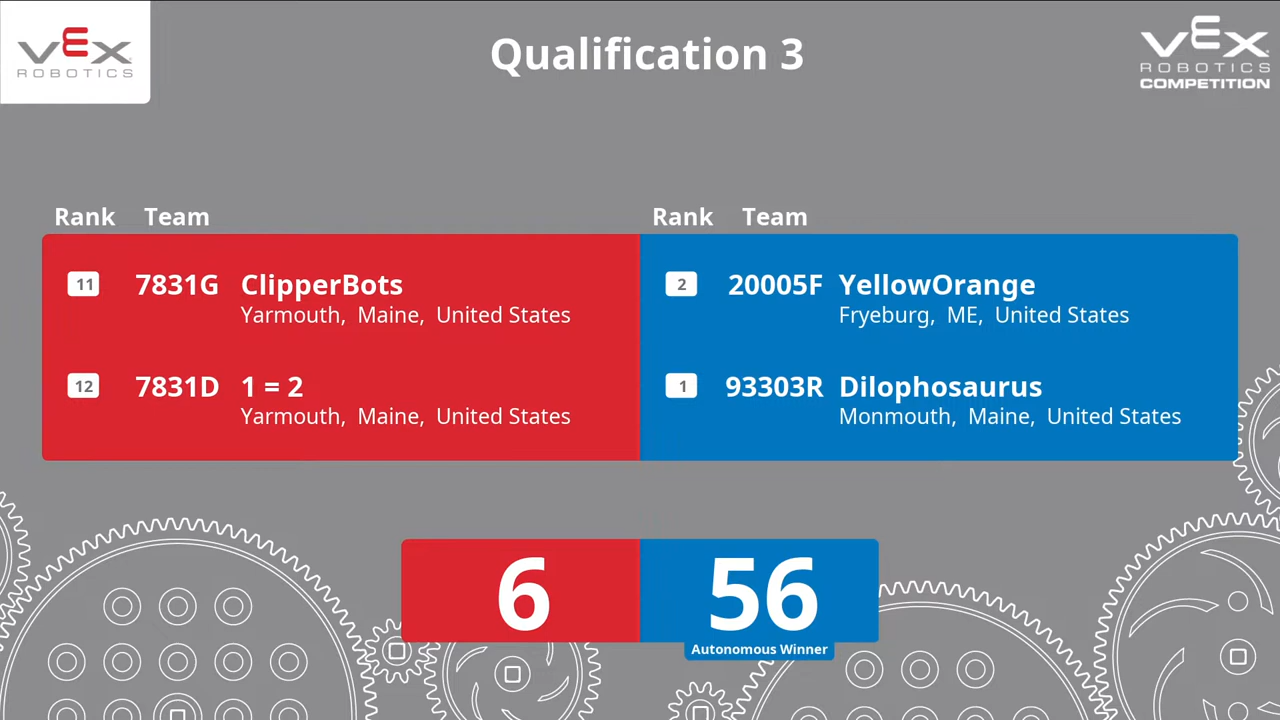 VEX
ROBOTICS
Qualification 3
VEX
ROBOTICS
COMPETITION
Rank Team
Rank Team
11 7831G ClipperBots
Yarmouth, Maine, United States
12 7831D 1 = 2
Yarmouth, Maine, United States
2 20005F YellowOrange
Fryeburg, ME, United States
1 93303R Dilophosaurus
Monmouth, Maine, United States
6
56
Autonomous Winner